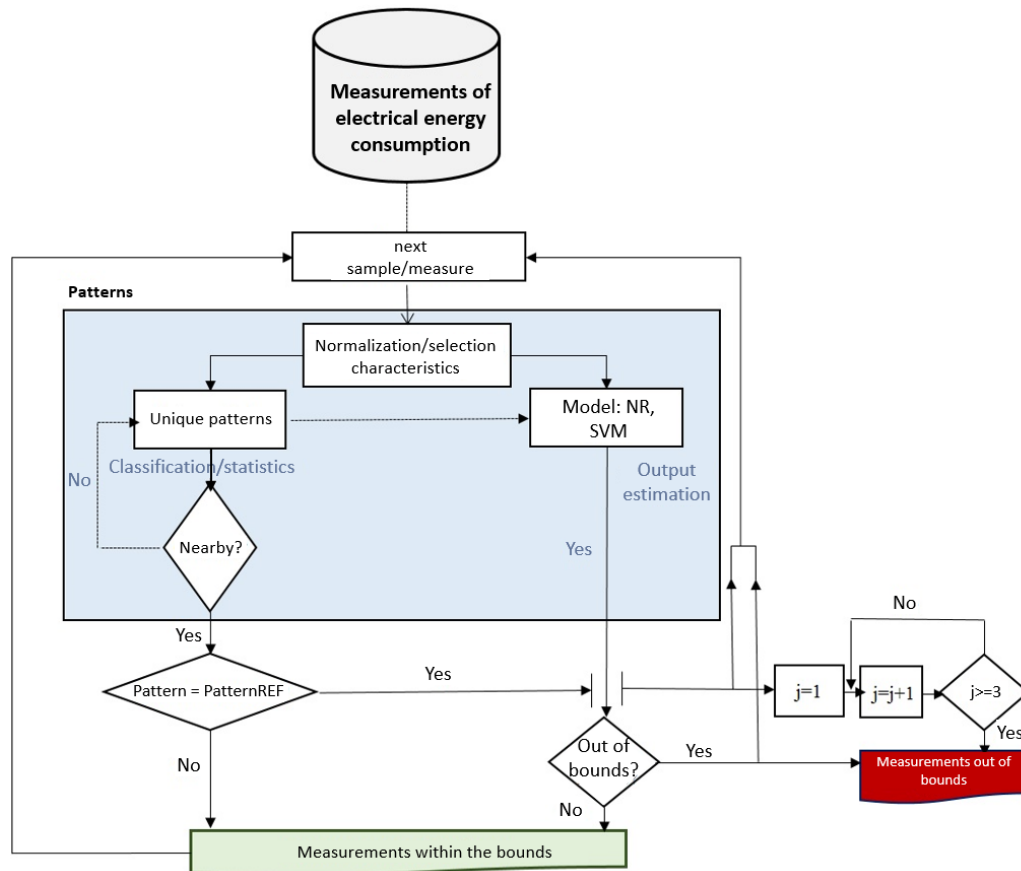 Measurements of
electrical energy
consumption
next
sample/measure
Patterns
Normalization/selection
characteristics
Unique patterns
Model: NR,
SVM
Classification/statistics
No
Output
estimation
Nearby?
Yes
Yes
No
Pattern = PatternREF
Yes
j=1
j=j+1
j>=3
Yes
No
Out of
bounds?
Yes
Measurements out of
bounds
No
Measurements within the bounds